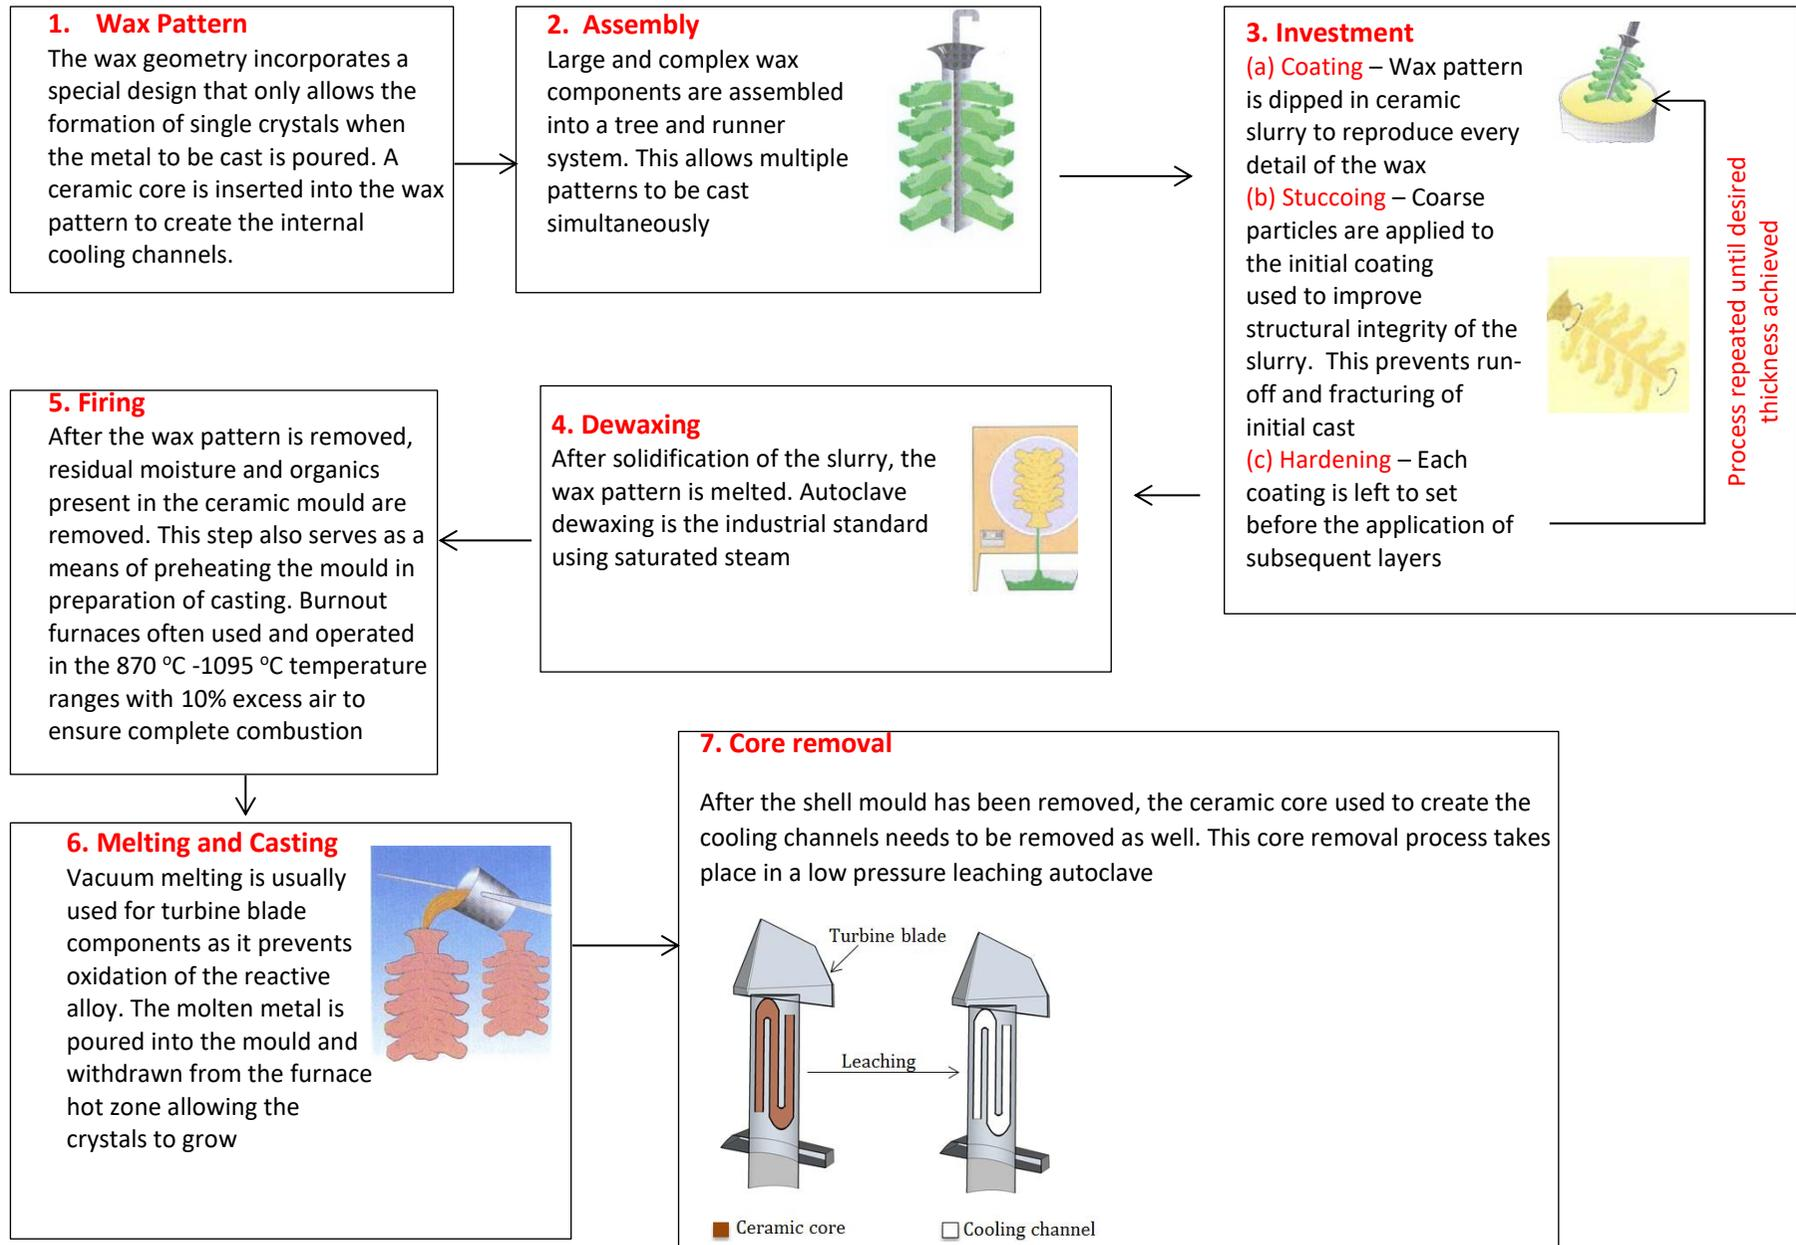 1. Wax Pattern
The wax geometry incorporates a
special design that only allows the
formation of single crystals when
the metal to be cast is poured. A
ceramic core is inserted into the wax
pattern to create the internal
cooling channels.
2. Assembly
Large and complex wax
components are assembled
into a tree and runner
system. This allows multiple
patterns to be cast
simultaneously
3. Investment
(a) Coating – Wax pattern
is dipped in ceramic
slurry to reproduce every
detail of the wax
(b) Stuccoing – Coarse
particles are applied to
the initial coating
used to improve
structural integrity of the
slurry. This prevents run-
off and fracturing of
initial cast
(c) Hardening – Each
coating is left to set
before the application of
subsequent layers
Process repeated until desired
thickness achieved
4. Dewaxing
After solidification of the slurry, the
wax pattern is melted. Autoclave
dewaxing is the industrial standard
using saturated steam
5. Firing
After the wax pattern is removed,
residual moisture and organics
present in the ceramic mould are
removed. This step also serves as a
means of preheating the mould in
preparation of casting. Burnout
furnaces often used and operated
in the 870 °C -1095 °C temperature
ranges with 10% excess air to
ensure complete combustion
6. Melting and Casting
Vacuum melting is usually
used for turbine blade
components as it prevents
oxidation of the reactive
alloy. The molten metal is
poured into the mould and
withdrawn from the furnace
hot zone allowing the
crystals to grow
7. Core removal
After the shell mould has been removed, the ceramic core used to create the
cooling channels needs to be removed as well. This core removal process takes
place in a low pressure leaching autoclave
Turbine blade
Leaching
Ceramic core
Cooling channel